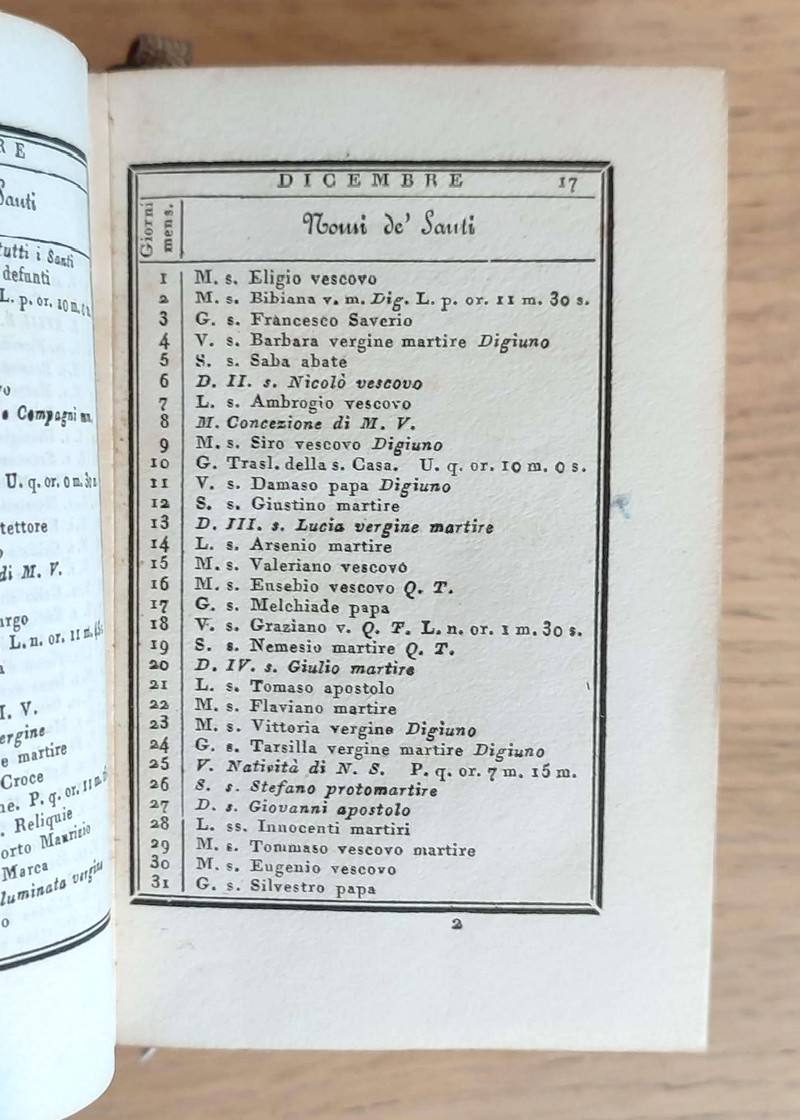 RE
Santi
tutti i Santi
defunti
L. p. or. 10 m.
e Compagni mm.
U. q. or. 0 m. 30
tettore
di M. V.
L. n. or. 11 m.
M. V.
vergine
e martire
Croce
ne. P. q. or. 11 m.
Reliquie
orto Maurizio
Marca
lluminata vergine
DICEMBRE 17
Giorni mens.
Nomi de' Santi
1 M. s. Eligio vescovo
2 M. s. Bibiana v. m. Dig. L. p. or. 11 m. 30 s.
3 G. s. Francesco Saverio
4 V. s. Barbara vergine martire Digiuno
5 S. s. Saba abate
6 D. II. s. Nicolò vescovo
7 L. s. Ambrogio vescovo
8 M. Concezione di M. V.
9 M. s. Siro vescovo Digiuno
10 G. Trasl. della s. Casa. U. q. or. 10 m. 0 s.
11 V. s. Damaso papa Digiuno
12 S. s. Giustino martire
13 D. III. s. Lucia vergine martire
14 L. s. Arsenio martire
15 M. s. Valeriano vescovo
16 M. s. Eusebio vescovo Q. T.
17 G. s. Melchiade papa
18 V. s. Graziano v. Q. T. L. n. or. 1 m. 30 s.
19 S. s. Nemesio martire Q. T.
20 D. IV. s. Giulio martire
21 L. s. Tomaso apostolo
22 M. s. Flaviano martire
23 M. s. Vittoria vergine Digiuno
24 G. s. Tarsilla vergine martire Digiuno
25 V. Natività di N. S. P. q. or. 7 m. 15 m.
26 S. s. Stefano protomartire
27 D. s. Giovanni apostolo
28 L. ss. Innocenti martiri
29 M. s. Tommaso vescovo martire
30 M. s. Eugenio vescovo
31 G. s. Silvestro papa
2